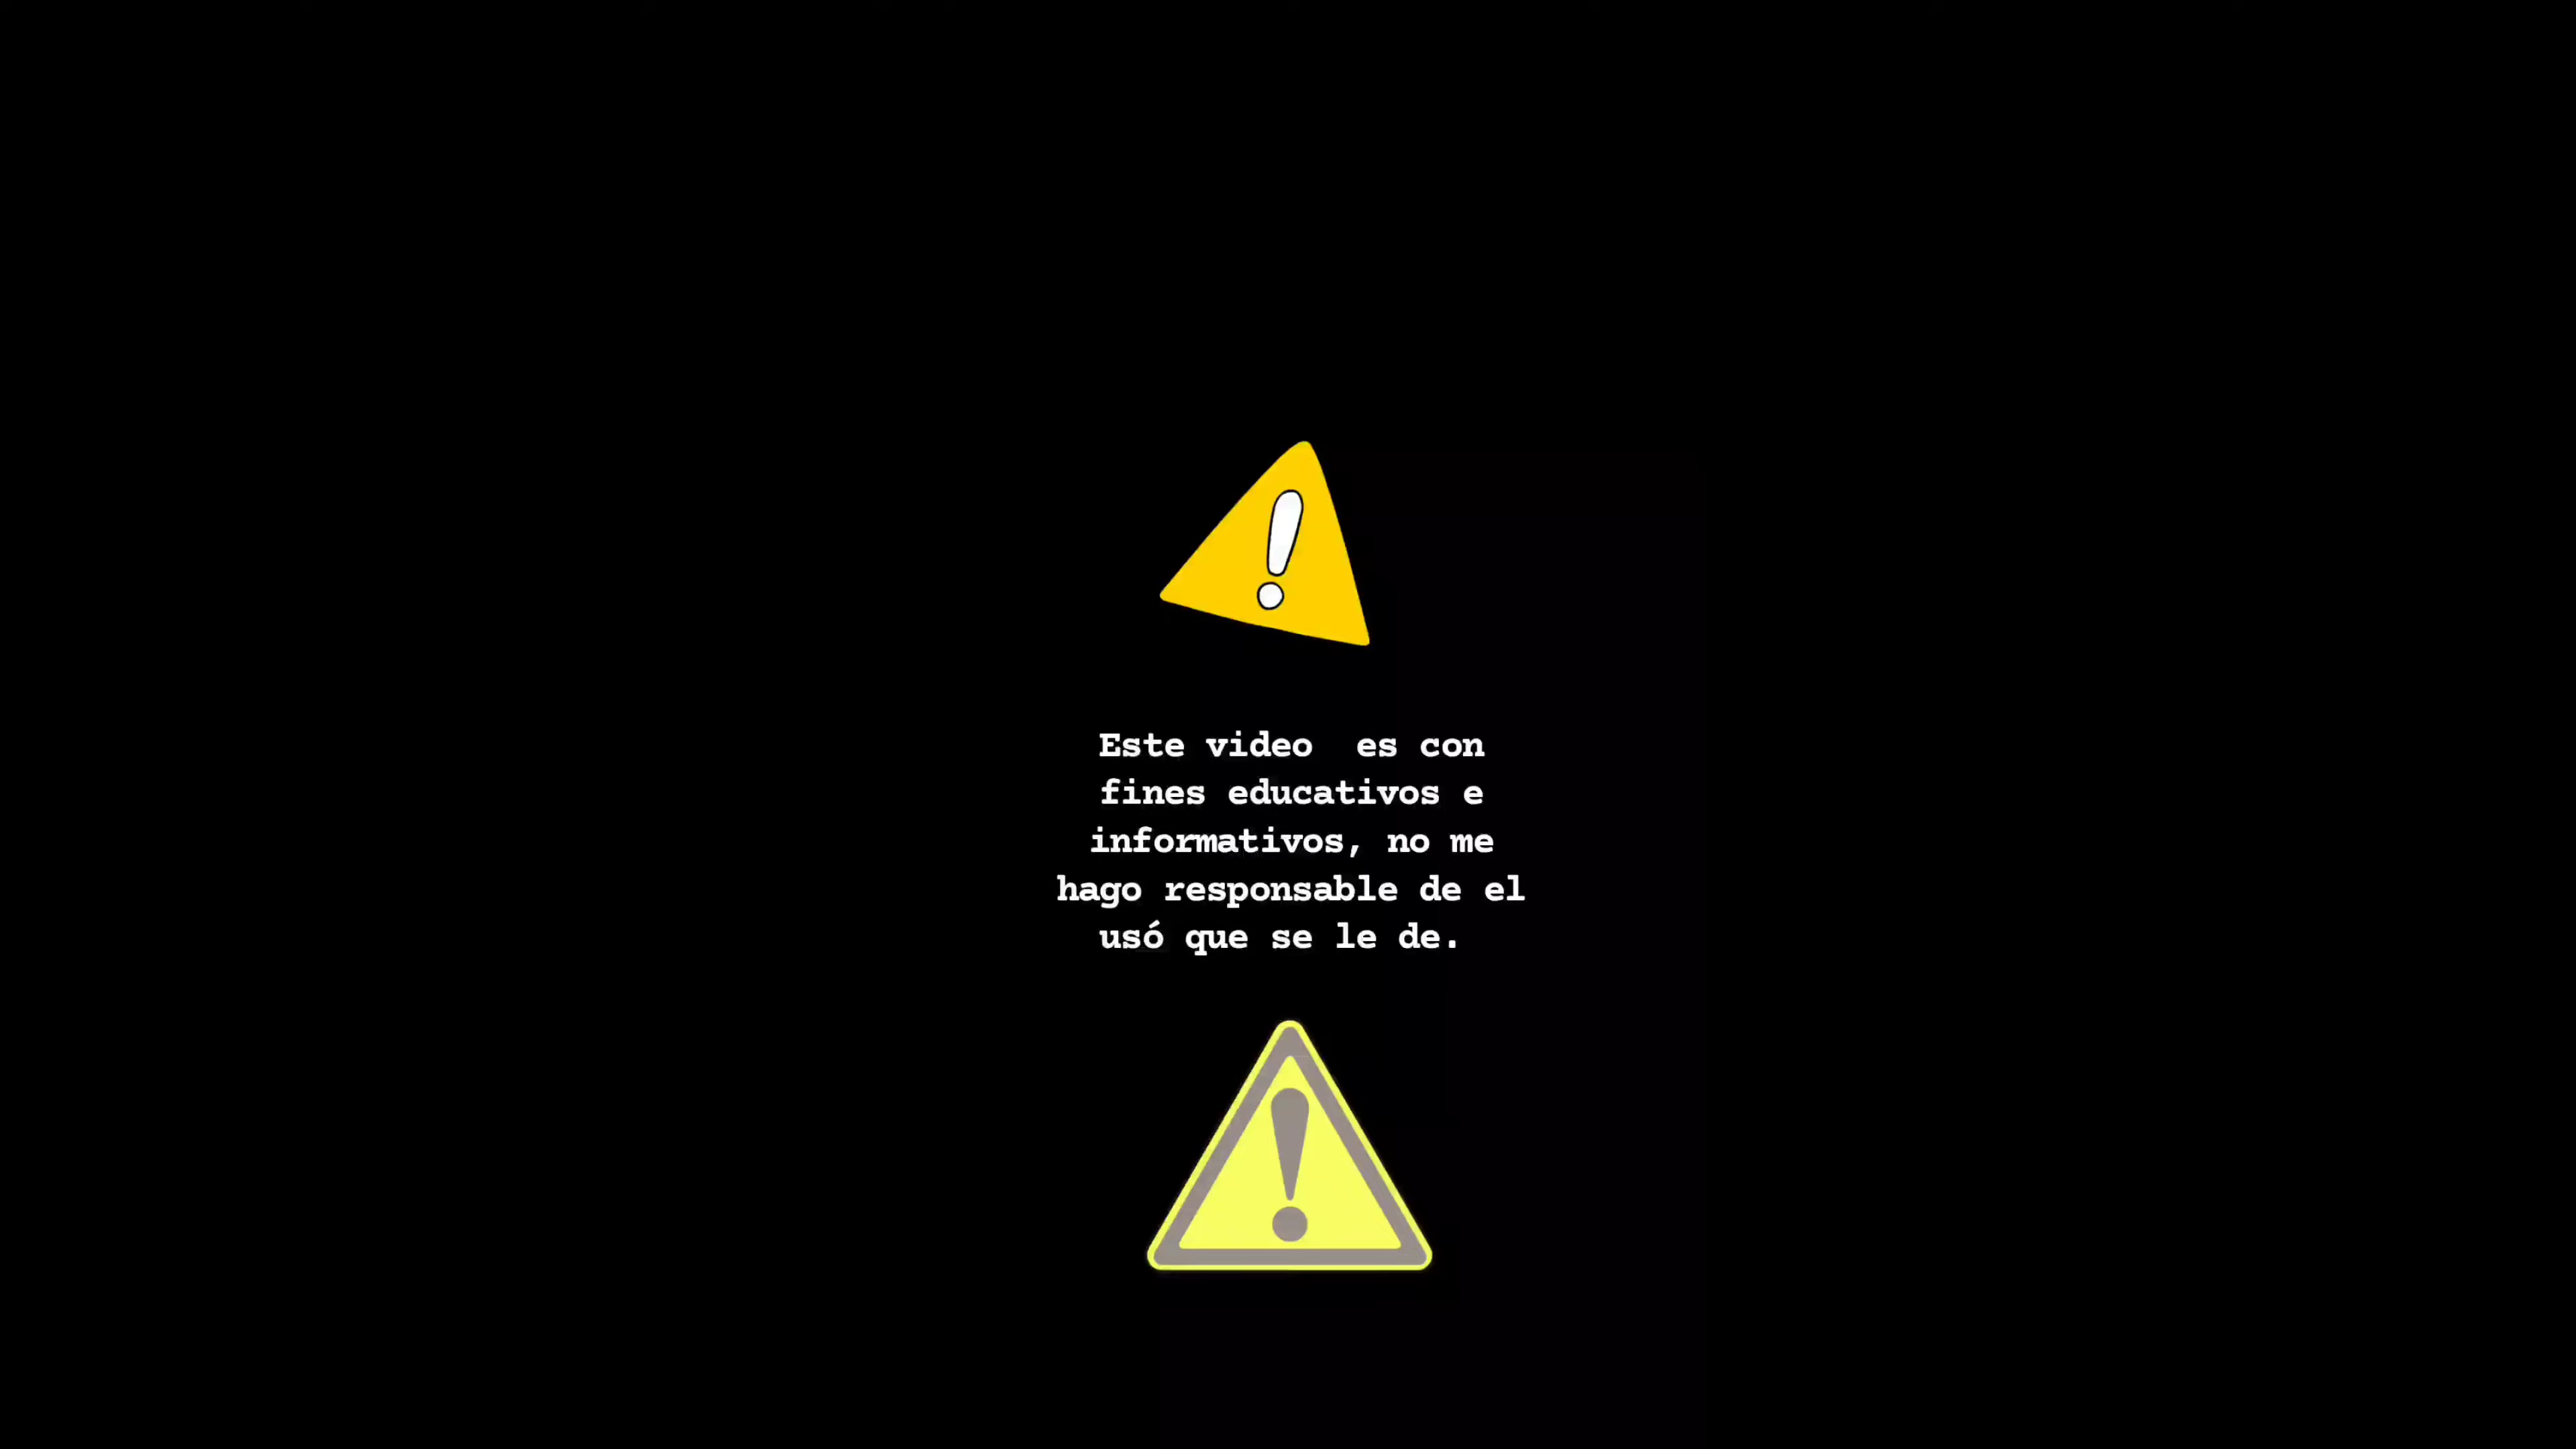 Este video  es con
fines educativos e
informativos, no me
hago responsable de el
usó que se le de.